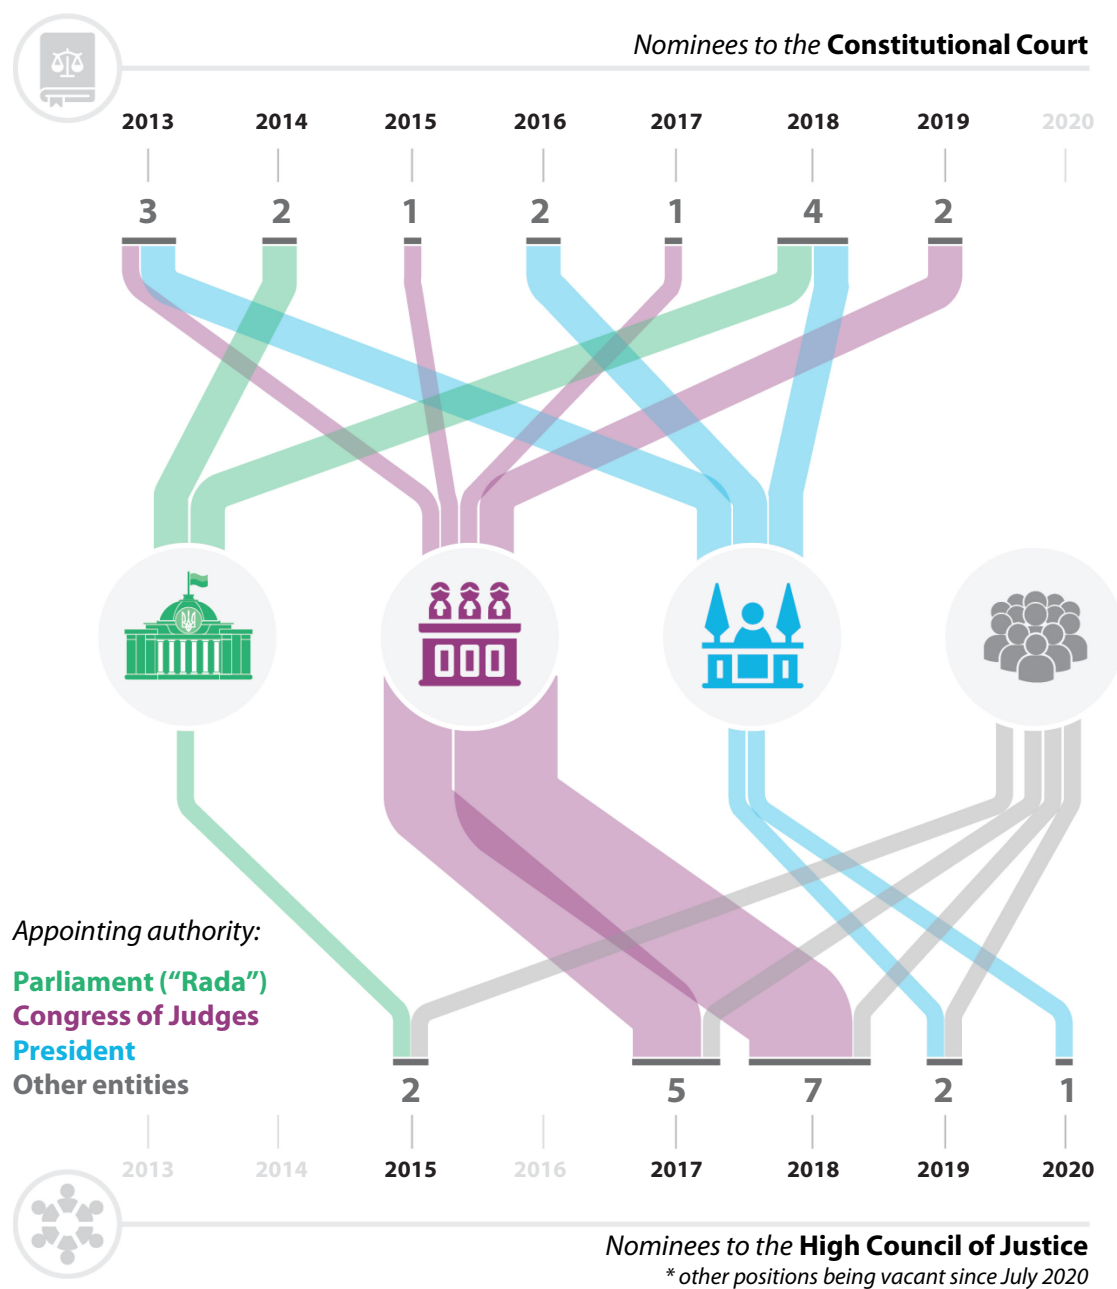 Nominees to the Constitutional Court
2013 2014 2015 2016 2017 2018 2019 2020
3 2 1 2 1 4 2
Appointing authority:
Parliament (“Rada”)
Congress of Judges
President
Other entities
2 5 7 2 1
2013 2014 2015 2016 2017 2018 2019 2020
Nominees to the High Council of Justice
* other positions being vacant since July 2020